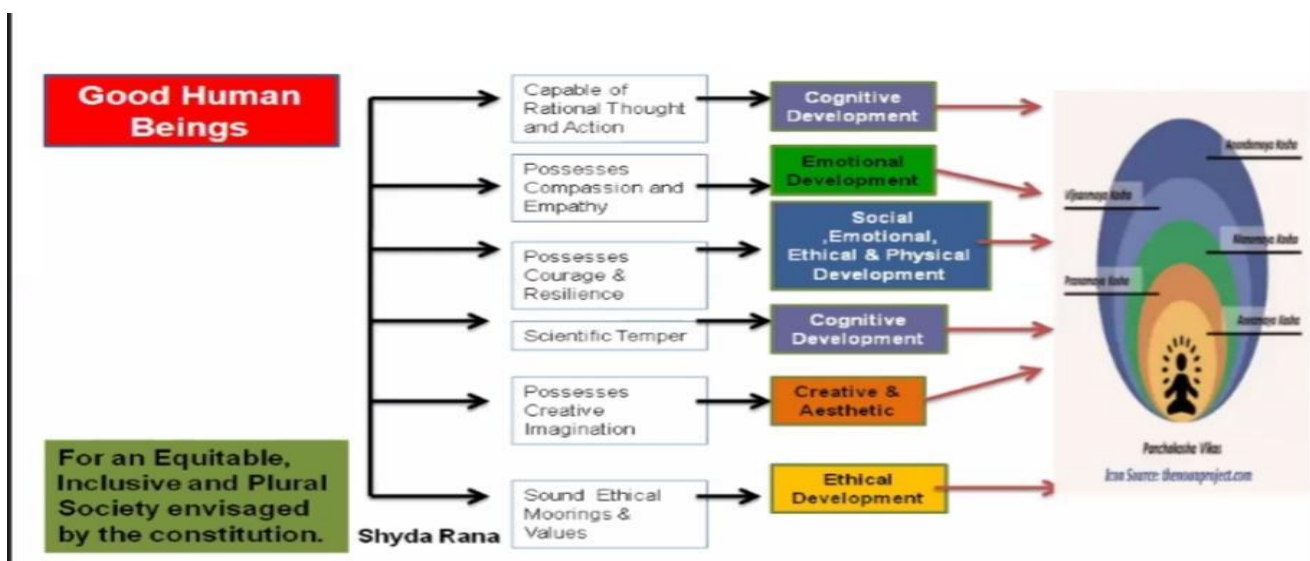 Good Human
Beings
For an Equitable,
Inclusive and Plural
Society envisaged
by the constitution.
Shyda Rana
Capable of
Rational Thought
and Action
Possesses
Compassion and
Empathy
Possesses
Courage &
Resilience
Scientific Temper
Possesses
Creative
Imagination
Sound Ethical
Moorings &
Values
Cognitive
Development
Emotional
Development
Social
,Emotional,
Ethical & Physical
Development
Cognitive
Development
Creative &
Aesthetic
Ethical
Development
Anandamaya Kosha
Vijnanmaya Kosha
Manomaya Kosha
Pranamaya Kosha
Annamaya Kosha
Panchakosha Vikas
Icon Source: thenounproject.com